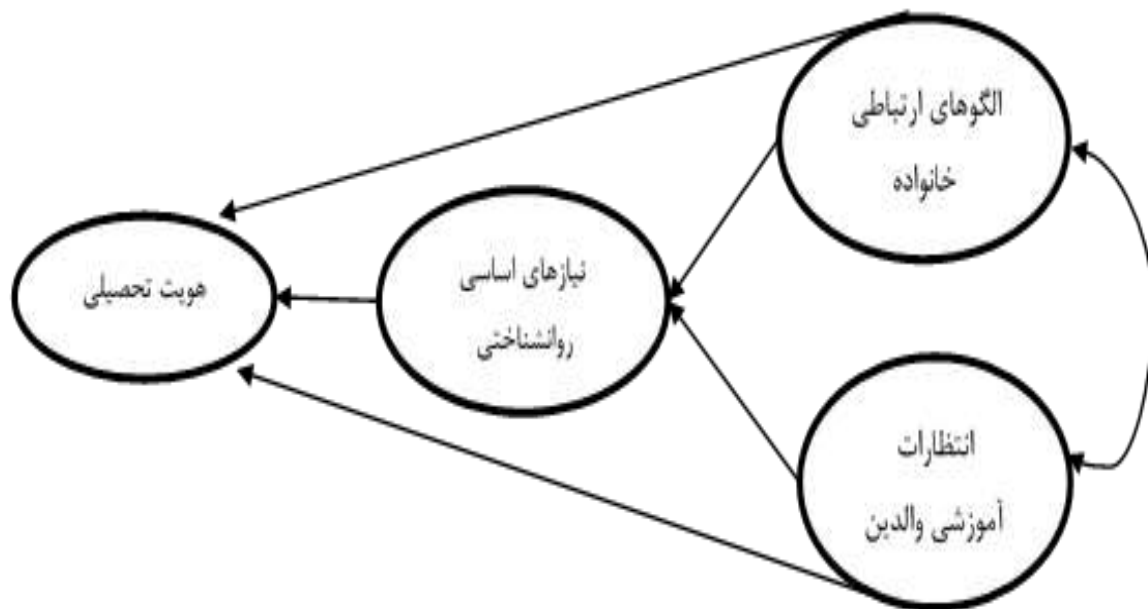 الگوهای ارتباطی
خانواده
نیازهای اساسی
روانشناختی
هویت تحصیلی
انتظارات
آموزشی والدین